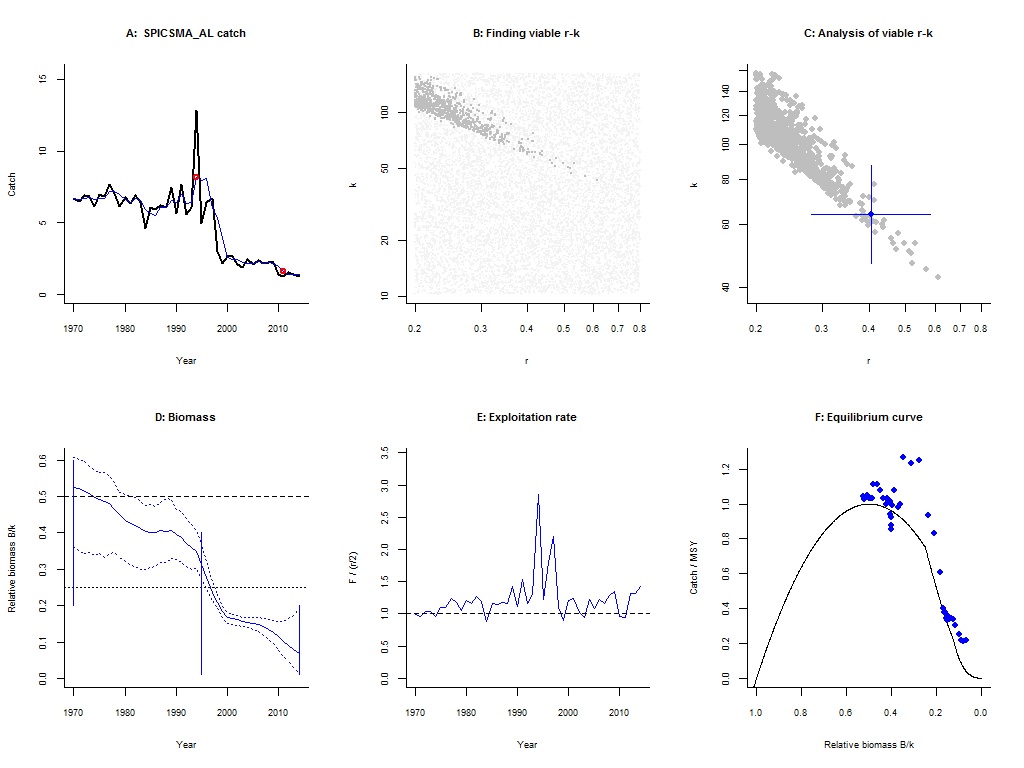 A:  SPICSMA_AL catch
Catch
15
10
5
0
1970 1980 1990 2000 2010
Year
B: Finding viable r-k
k
100
50
20
10
0.2 0.3 0.4 0.5 0.6 0.7 0.8
r
C: Analysis of viable r-k
k
140
120
100
80
60
40
0.2 0.3 0.4 0.5 0.6 0.7 0.8
r
D: Biomass
Relative biomass B/k
0.6
0.5
0.4
0.3
0.2
0.1
0.0
1970 1980 1990 2000 2010
Year
E: Exploitation rate
F / (r/2)
3.5
3.0
2.5
2.0
1.5
1.0
0.5
0.0
1970 1980 1990 2000 2010
Year
F: Equilibrium curve
Catch / MSY
1.2
1.0
0.8
0.6
0.4
0.2
0.0
1.0 0.8 0.6 0.4 0.2 0.0
Relative biomass B/k